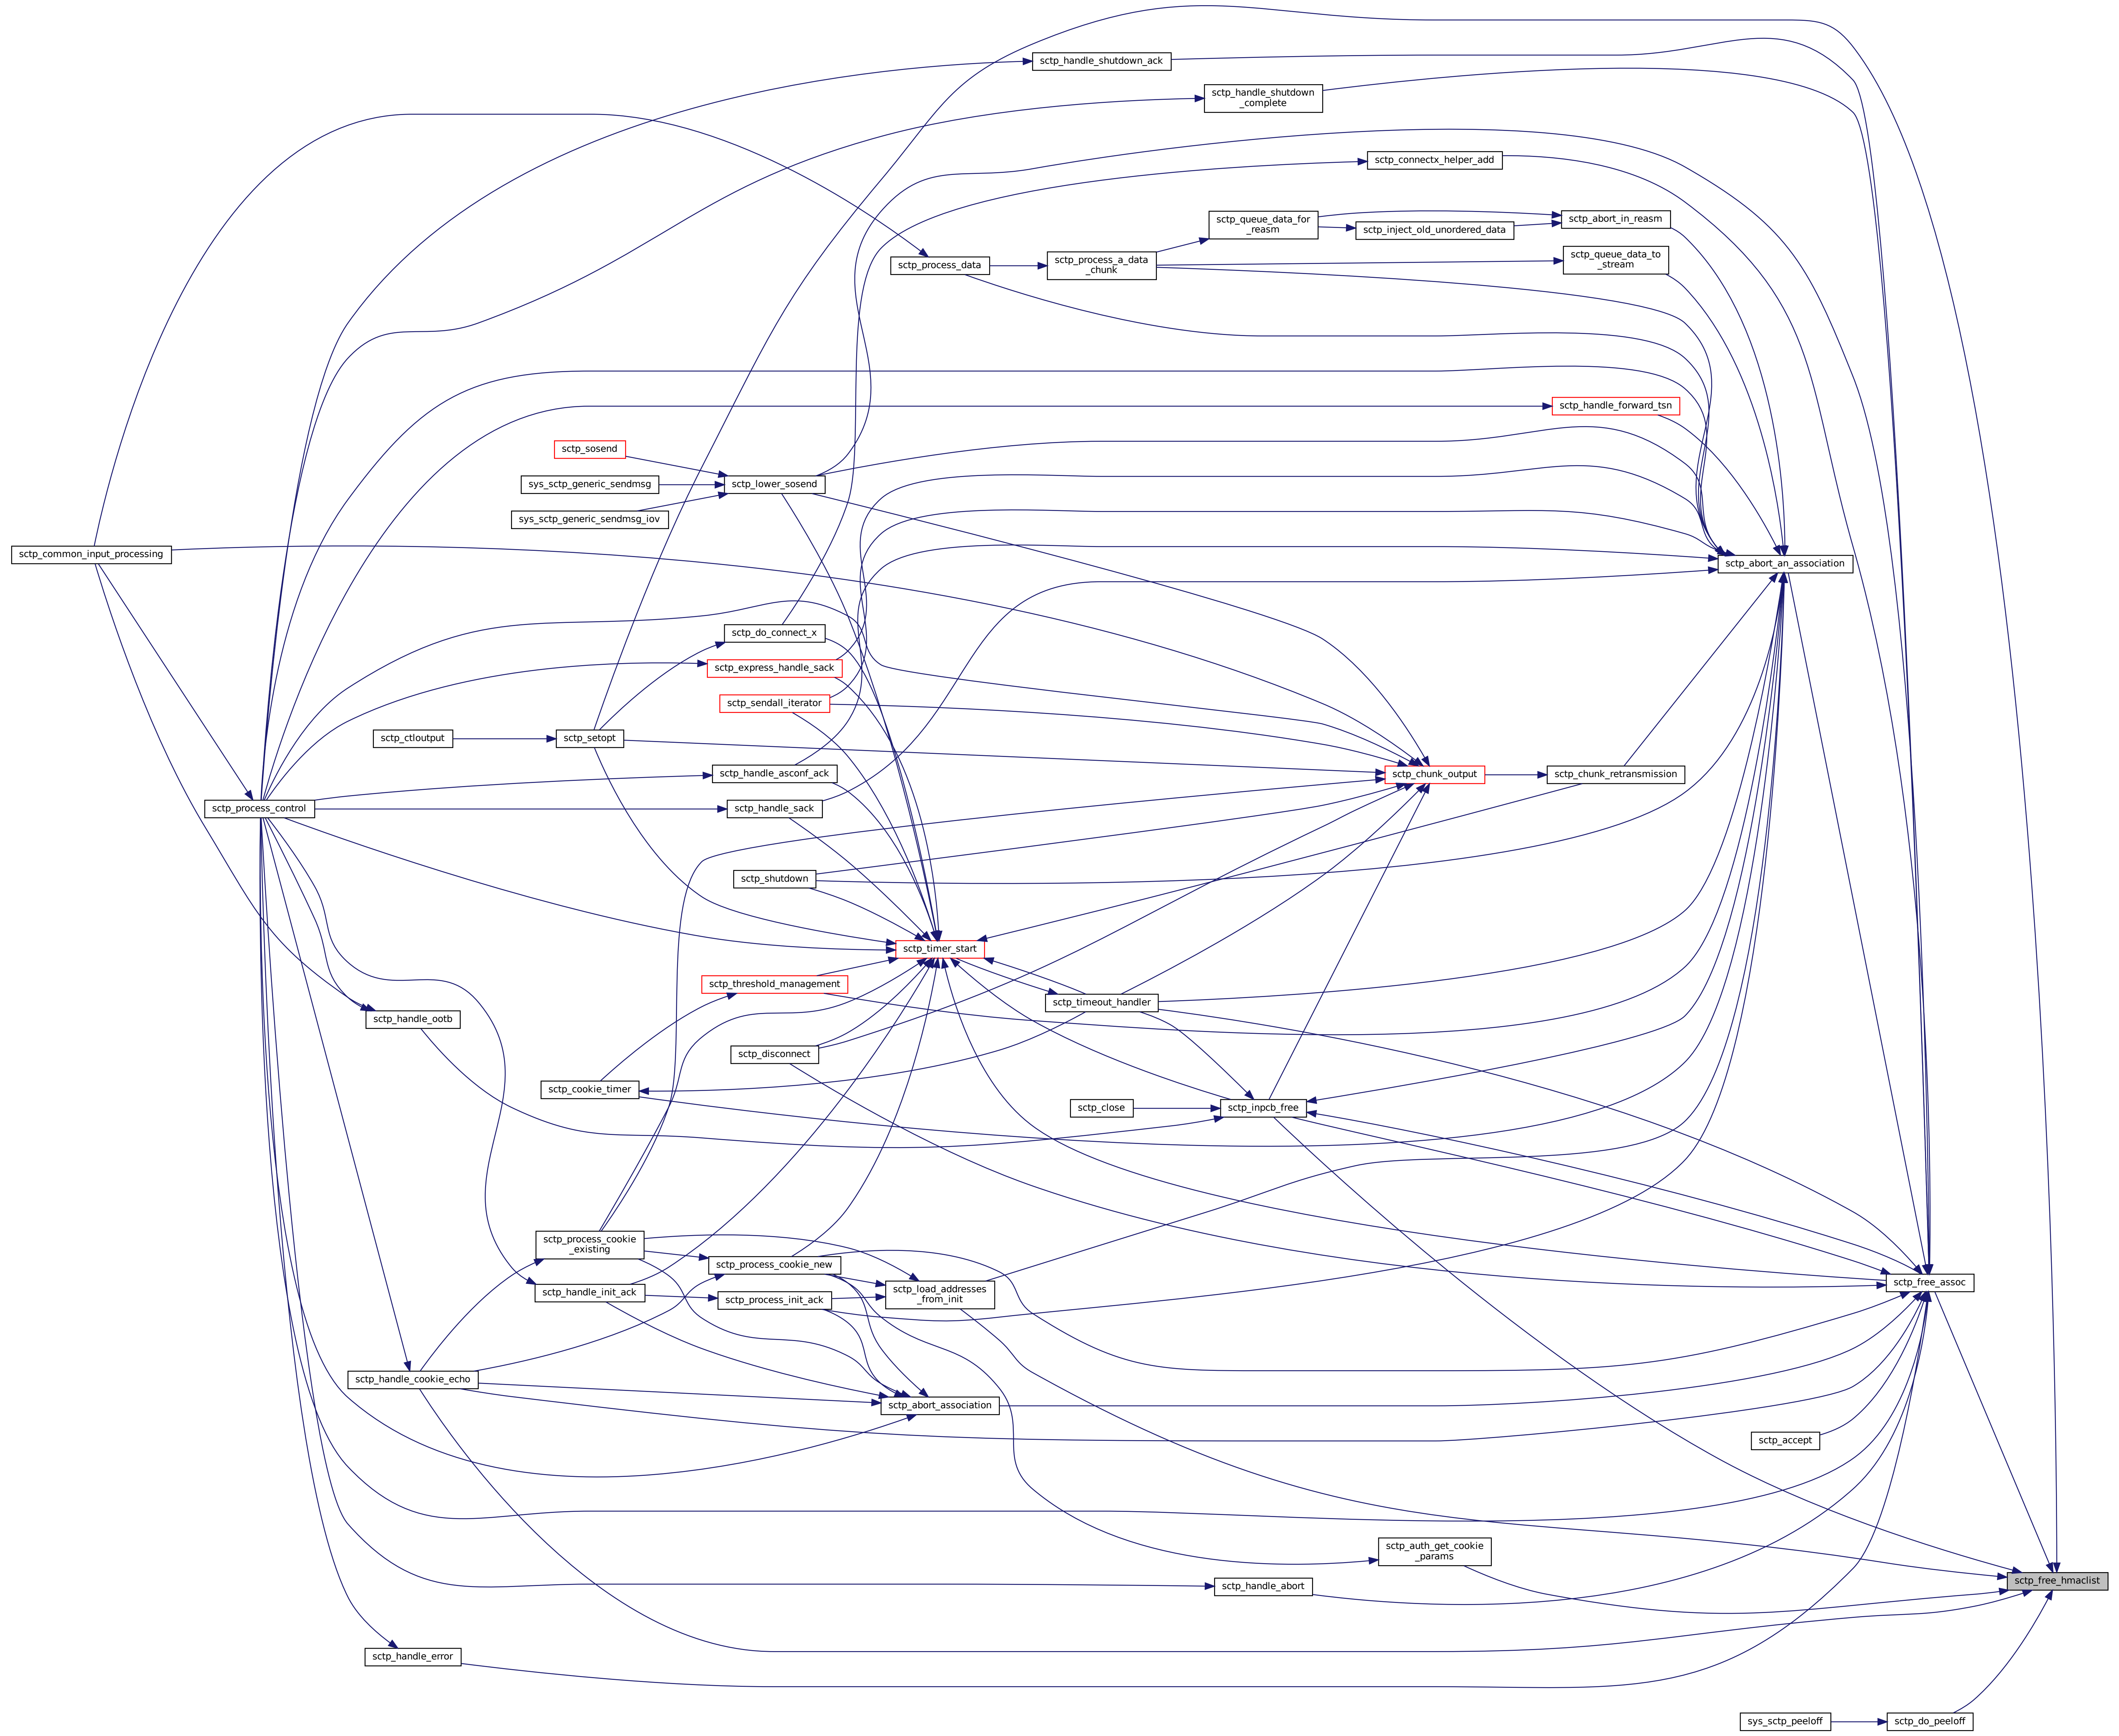 sctp_handle_shutdown_ack
sctp_handle_shutdown
_complete
sctp_connectx_helper_add
sctp_queue_data_for
_reasm
sctp_abort_in_reasm
sctp_inject_old_unordered_data
sctp_process_data
sctp_process_a_data
_chunk
sctp_queue_data_to
_stream
sctp_handle_forward_tsn
sctp_sosend
sys_sctp_generic_sendmsg
sctp_lower_sosend
sys_sctp_generic_sendmsg_iov
sctp_common_input_processing
sctp_abort_an_association
sctp_do_connect_x
sctp_express_handle_sack
sctp_sendall_iterator
sctp_ctloutput
sctp_setopt
sctp_handle_asconf_ack
sctp_chunk_output
sctp_chunk_retransmission
sctp_process_control
sctp_handle_sack
sctp_shutdown
sctp_timer_start
sctp_threshold_management
sctp_timeout_handler
sctp_handle_ootb
sctp_disconnect
sctp_cookie_timer
sctp_close
sctp_inpcb_free
sctp_process_cookie
_existing
sctp_process_cookie_new
sctp_handle_init_ack
sctp_process_init_ack
sctp_load_addresses
_from_init
sctp_free_assoc
sctp_handle_cookie_echo
sctp_abort_association
sctp_accept
sctp_auth_get_cookie
_params
sctp_handle_abort
sctp_free_hmaclist
sctp_handle_error
sys_sctp_peeloff
sctp_do_peeloff